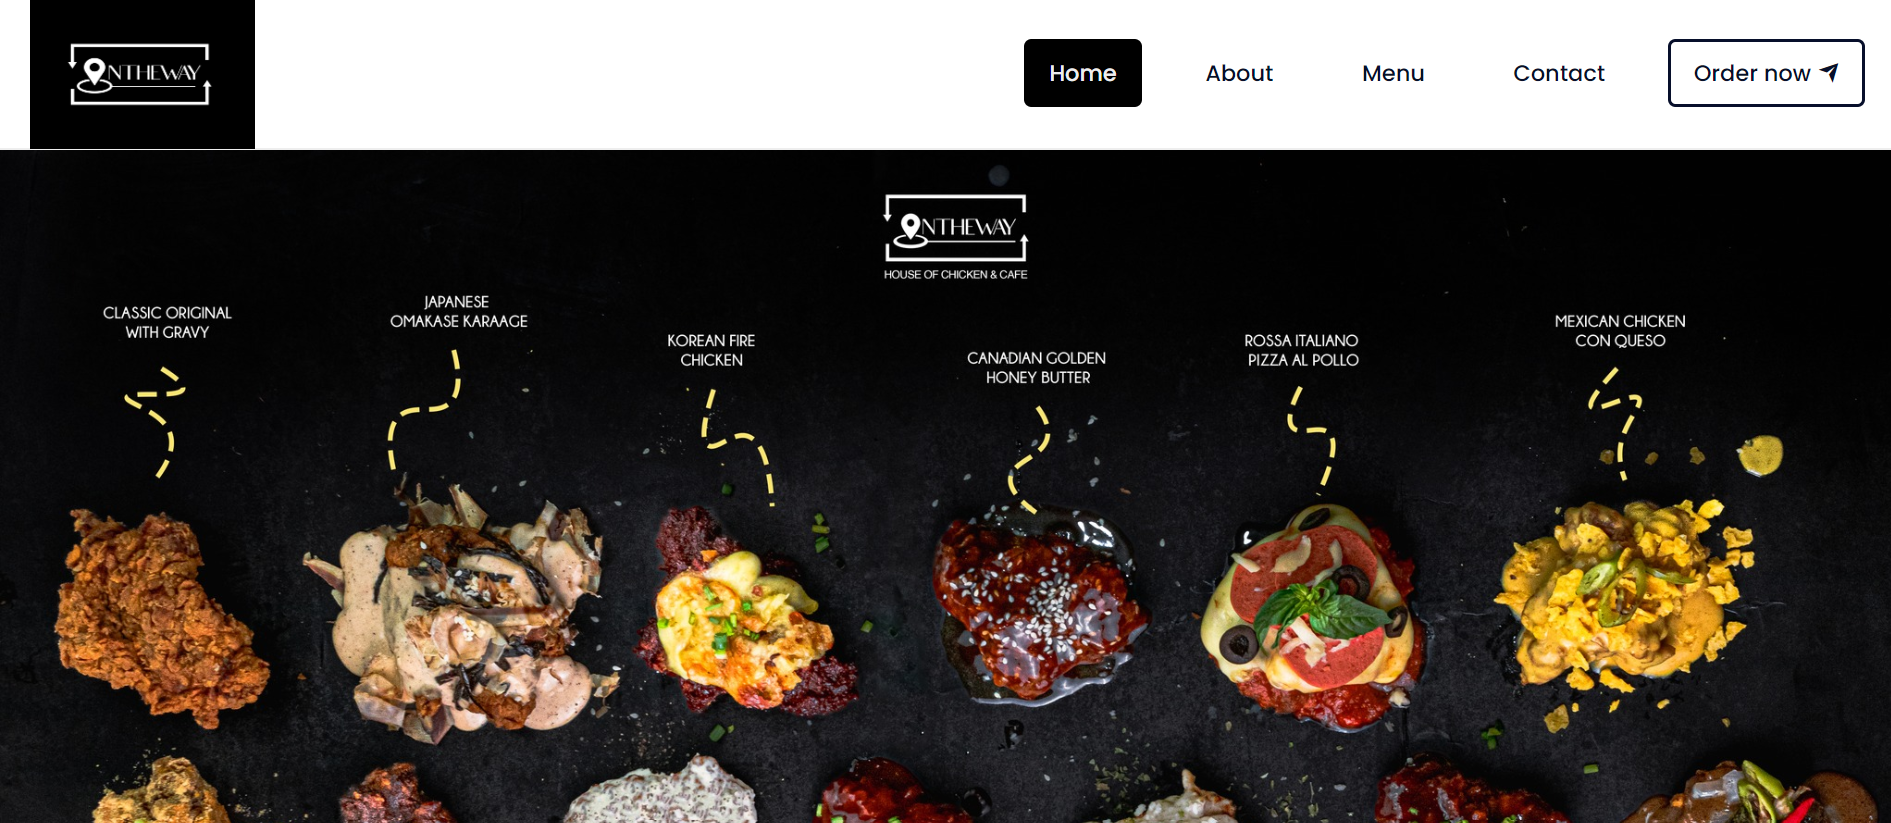 NTHEWAY
Home
About
Menu
Contact
Order now
NTHEWAY
HOUSE OF CHICKEN & CAFE
CLASSIC ORIGINAL
WITH GRAVY
JAPANESE
OMAKASE KARAAGE
KOREAN FIRE
CHICKEN
CANADIAN GOLDEN
HONEY BUTTER
ROSSA ITALIANO
PIZZA AL POLLO
MEXICAN CHICKEN
CON QUESO